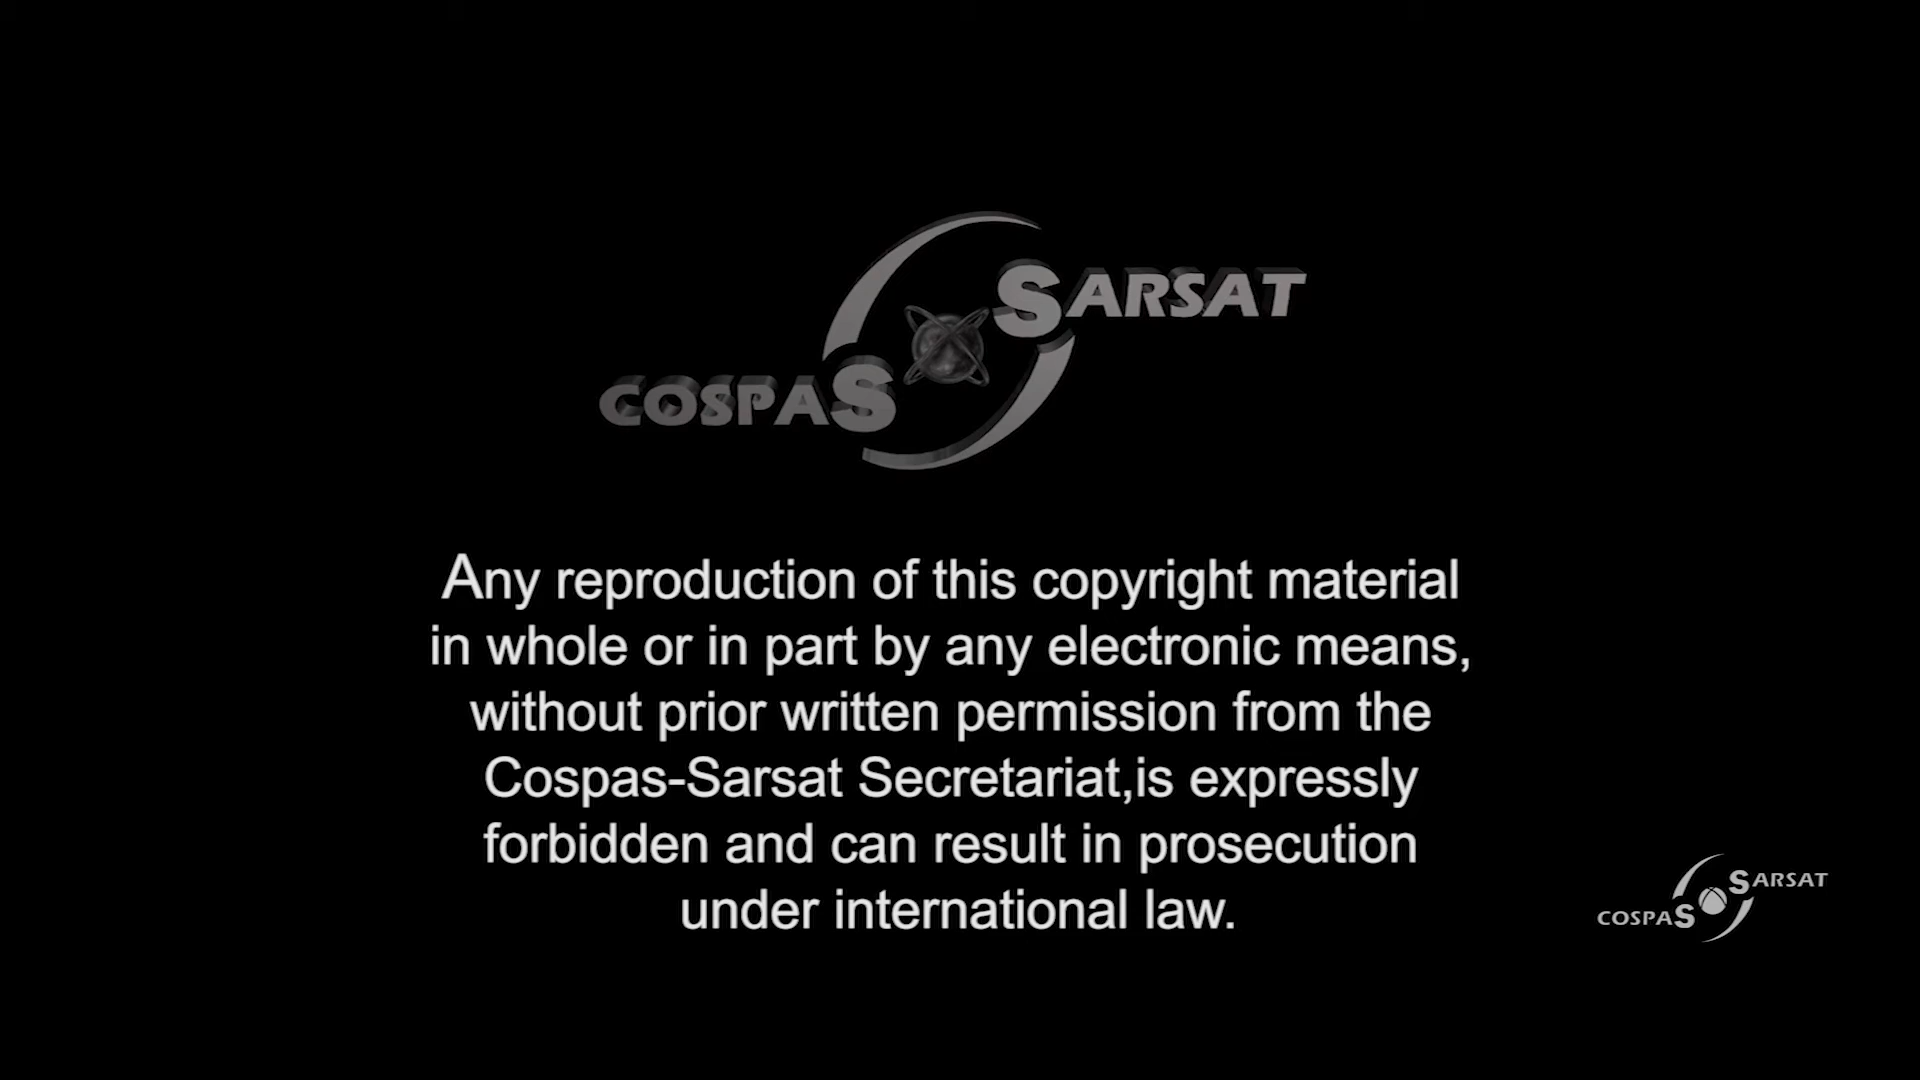 SARSAT
COSPAS
Any reproduction of this copyright material
in whole or in part by any electronic means,
without prior written permission from the
Cospas-Sarsat Secretariat,is expressly
forbidden and can result in prosecution
under international law.
SARSAT
COSPAS